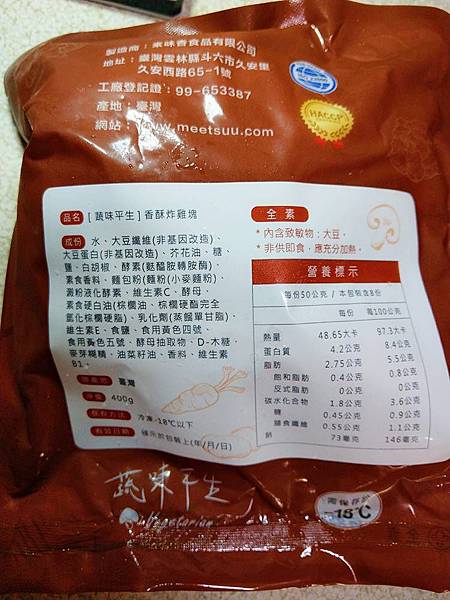 製造商：東味香食品有限公司
地址：臺灣雲林縣斗六市久安里
久安西路65-1號
工廠登記證：99-653387
產地：臺灣
網站：www.meetsuu.com
HACCP
品名 [ 蔬味平生 ] 香酥炸雞塊
成份 水、大豆纖維(非基因改造)、
大豆蛋白(非基因改造)、芥花油、糖、
鹽、白胡椒、酵素(麩醯胺轉胺酶)、
素食香料、麵包粉(麵粉(小麥麵粉)、
澱粉液化酵素、維生素C、酵母、
素食硬白油(棕櫚油、棕櫚硬酯完全
氫化棕櫚硬脂)、乳化劑(蒸餾單甘脂)、
維生素E、食鹽、食用黃色四號、
食用黃色五號、酵母抽取物、D-木糖、
麥芽糊精、油菜籽油、香料、維生素
B1。
原產地 臺灣
淨重 400g
保存方法 冷凍-18℃以下
有效日期 標示於包裝上(年/月/日)
全素
*內含致敏物：大豆。
*非供即食，應充分加熱。
營養標示
每份50公克 / 本包裝含8份
每份 每100公克
熱量 48.65大卡 97.3大卡
蛋白質 4.2公克 8.4公克
脂肪 2.75公克 5.5公克
飽和脂肪 0.4公克 0.8公克
反式脂肪 0公克 0公克
碳水化合物 1.8公克 3.6公克
糖 0.45公克 0.9公克
膳食纖維 0.55公克 1.1公克
鈉 73毫克 146毫克
蔬味平生
Vegetarian
需保存於
-18℃